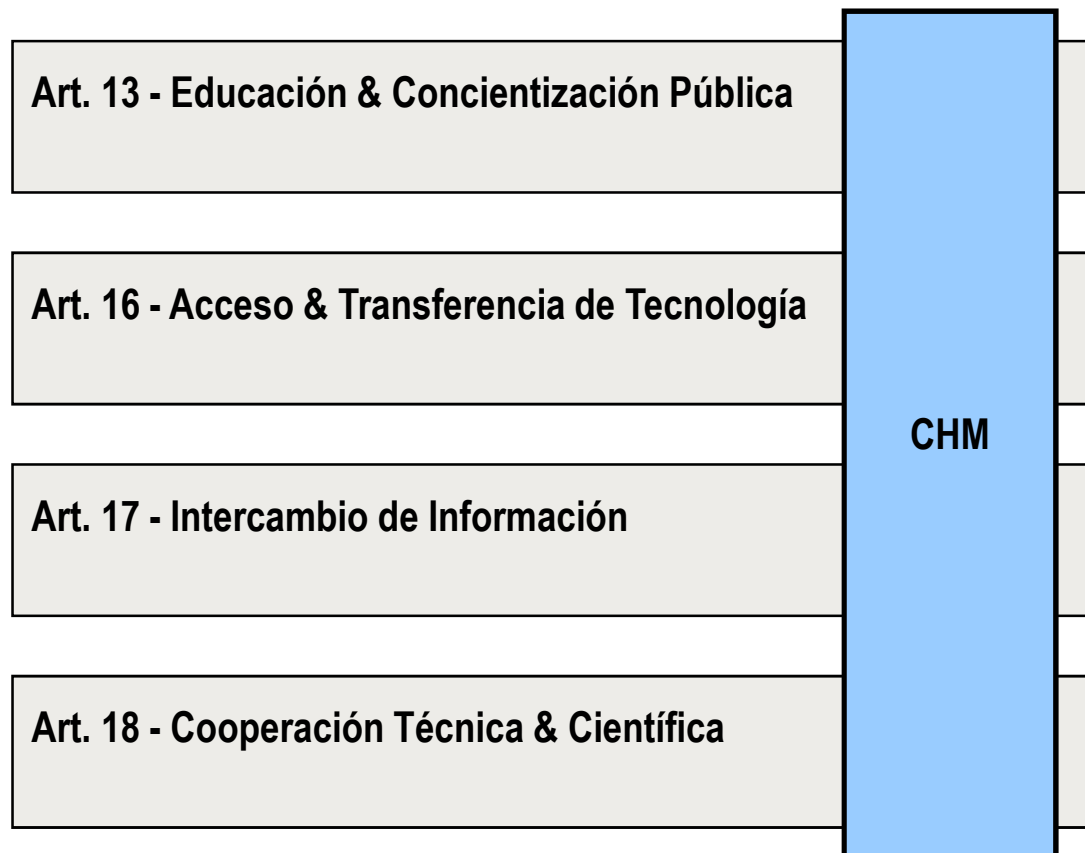 Art. 13 - Educación & Concientización Pública
Art. 16 - Acceso & Transferencia de Tecnología
CHM
Art. 17 - Intercambio de Información
Art. 18 - Cooperación Técnica & Científica